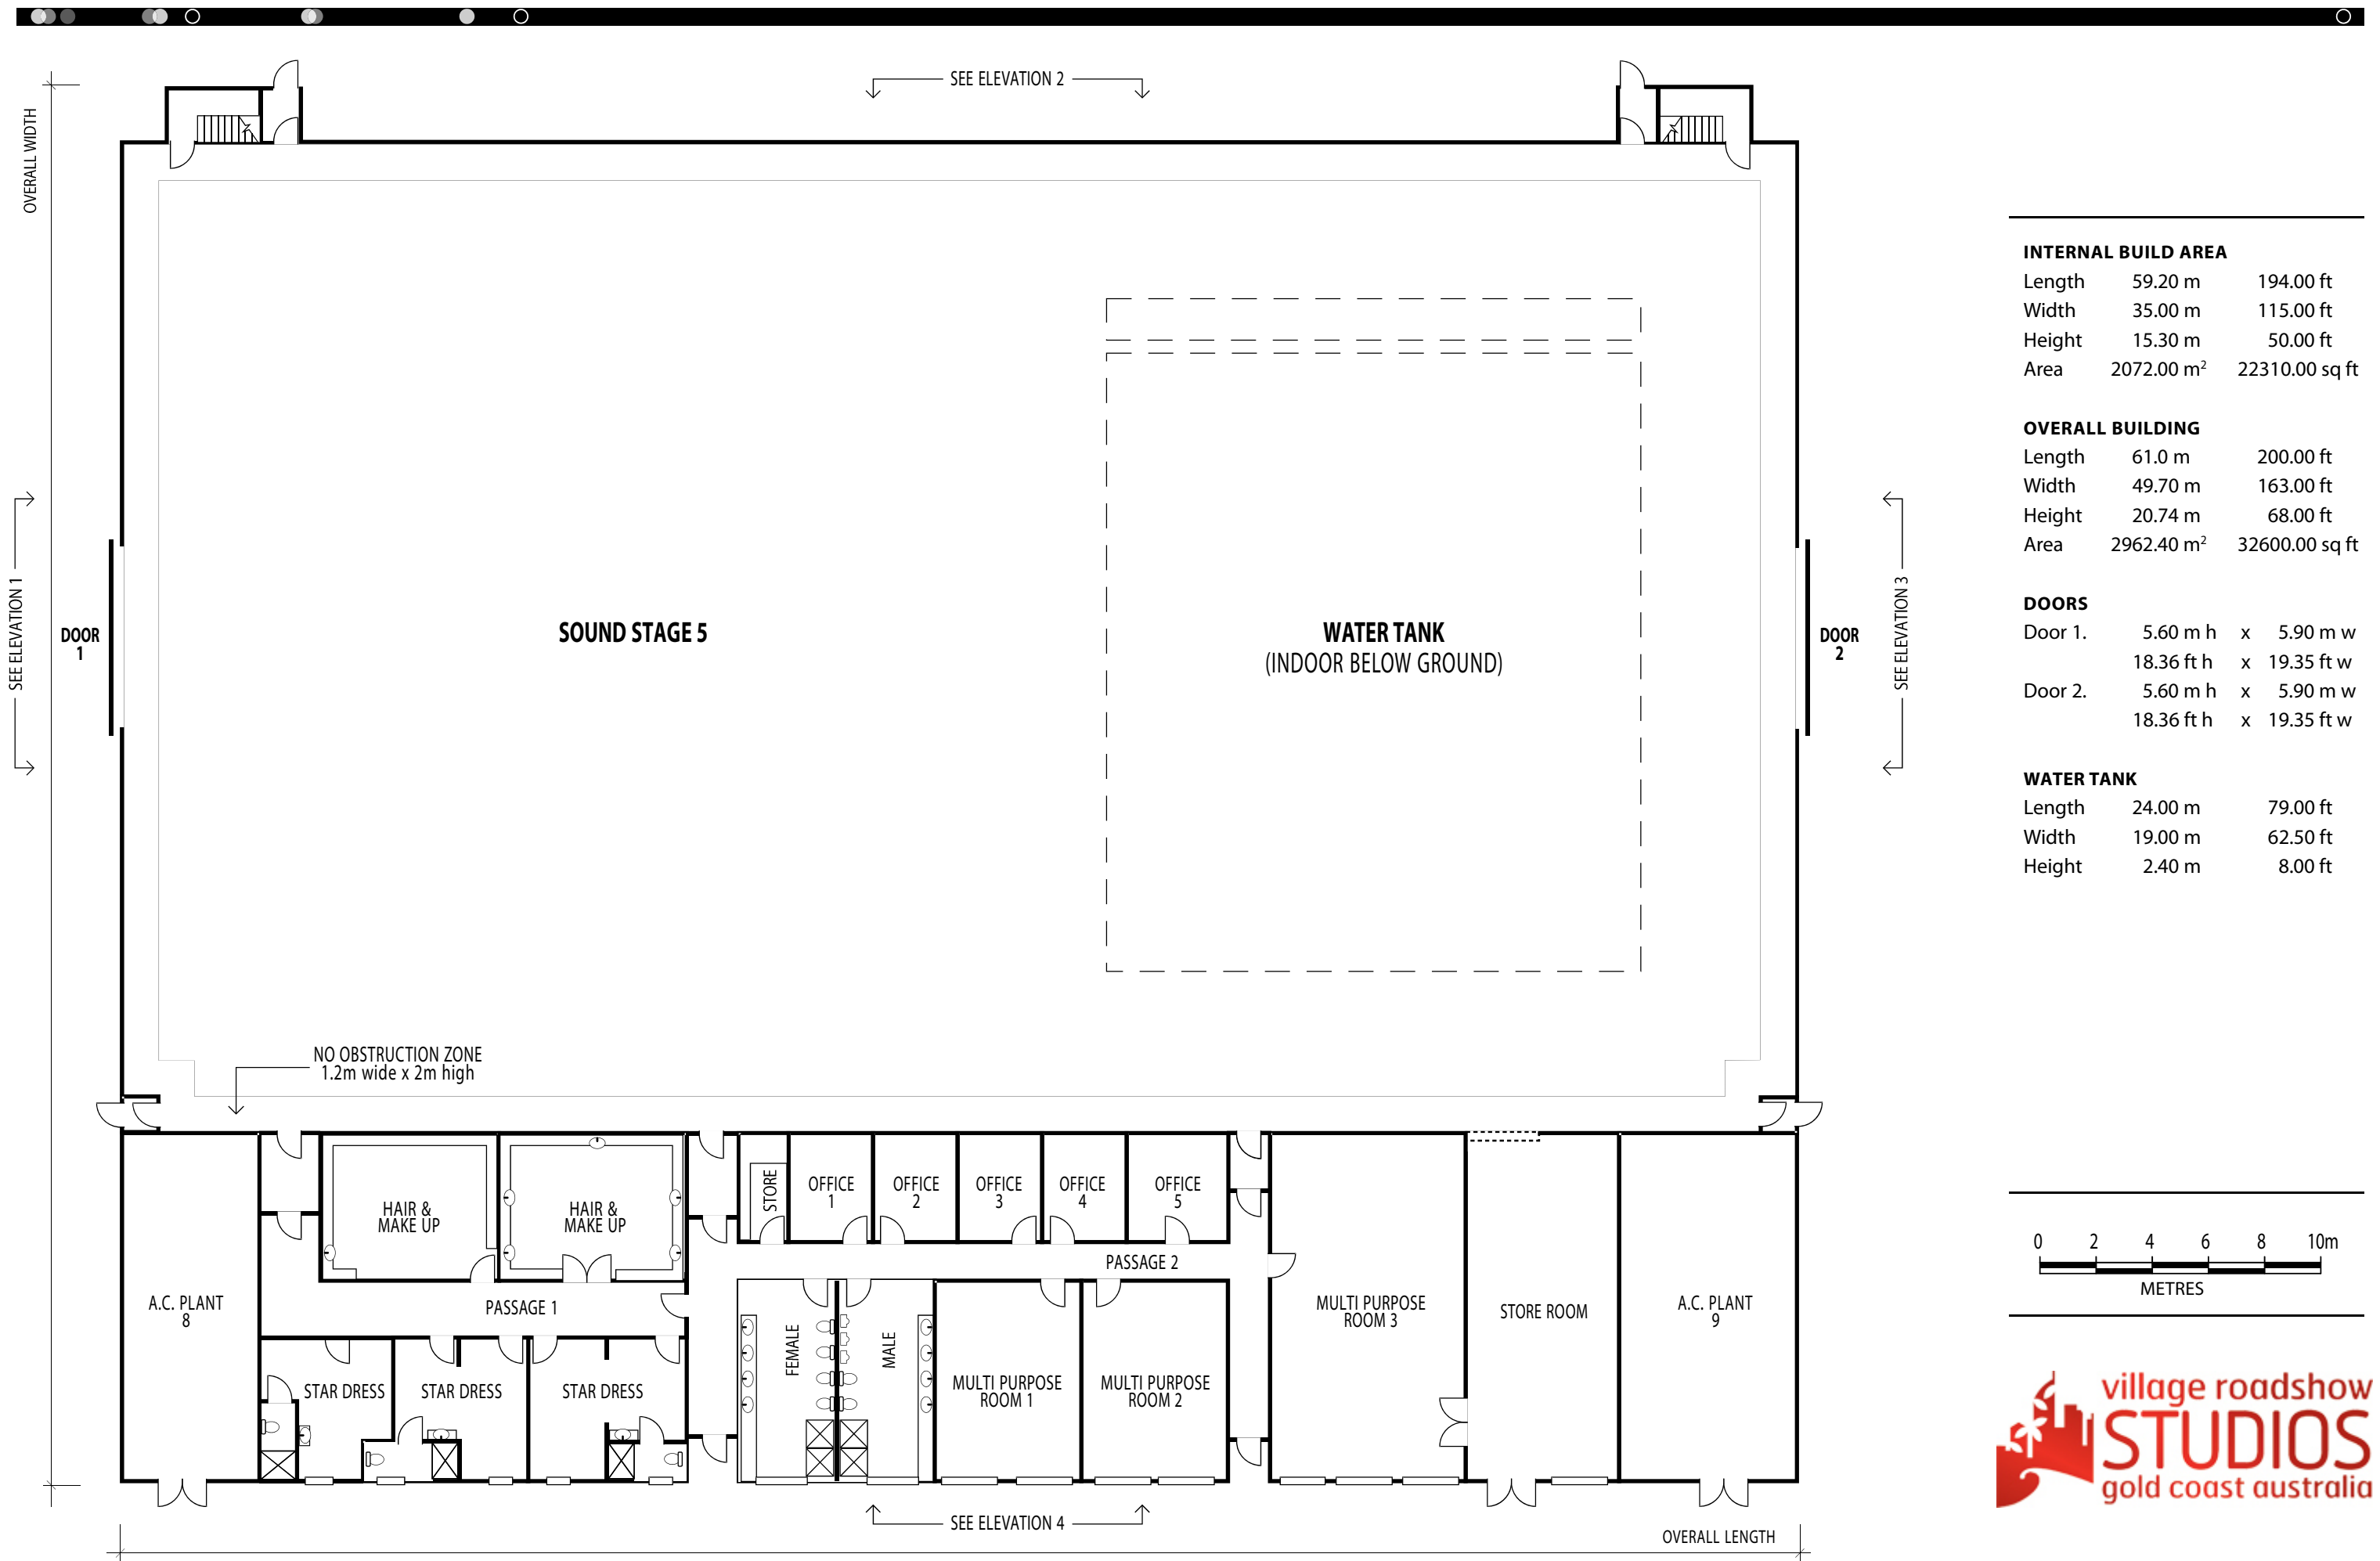 SEE ELEVATION 2
OVERALL WIDTH
SEE ELEVATION 1
DOOR
1
SOUND STAGE 5
WATER TANK
(INDOOR BELOW GROUND)
DOOR
2
SEE ELEVATION 3
NO OBSTRUCTION ZONE
1.2m wide x 2m high
HAIR &
MAKE UP
HAIR &
MAKE UP
STORE
OFFICE
1
OFFICE
2
OFFICE
3
OFFICE
4
OFFICE
5
PASSAGE 2
A.C. PLANT
8
PASSAGE 1
STAR DRESS
STAR DRESS
STAR DRESS
FEMALE
MALE
MULTI PURPOSE
ROOM 1
MULTI PURPOSE
ROOM 2
MULTI PURPOSE
ROOM 3
STORE ROOM
A.C. PLANT
9
SEE ELEVATION 4
OVERALL LENGTH
INTERNAL BUILD AREA
Length 59.20 m 194.00 ft
Width 35.00 m 115.00 ft
Height 15.30 m 50.00 ft
Area 2072.00 m² 22310.00 sq ft
OVERALL BUILDING
Length 61.0 m 200.00 ft
Width 49.70 m 163.00 ft
Height 20.74 m 68.00 ft
Area 2962.40 m² 32600.00 sq ft
DOORS
Door 1. 5.60 m h x 5.90 m w
18.36 ft h x 19.35 ft w
Door 2. 5.60 m h x 5.90 m w
18.36 ft h x 19.35 ft w
WATER TANK
Length 24.00 m 79.00 ft
Width 19.00 m 62.50 ft
Height 2.40 m 8.00 ft
0 2 4 6 8 10m
METRES
village roadshow
STUDIOS
gold coast australia